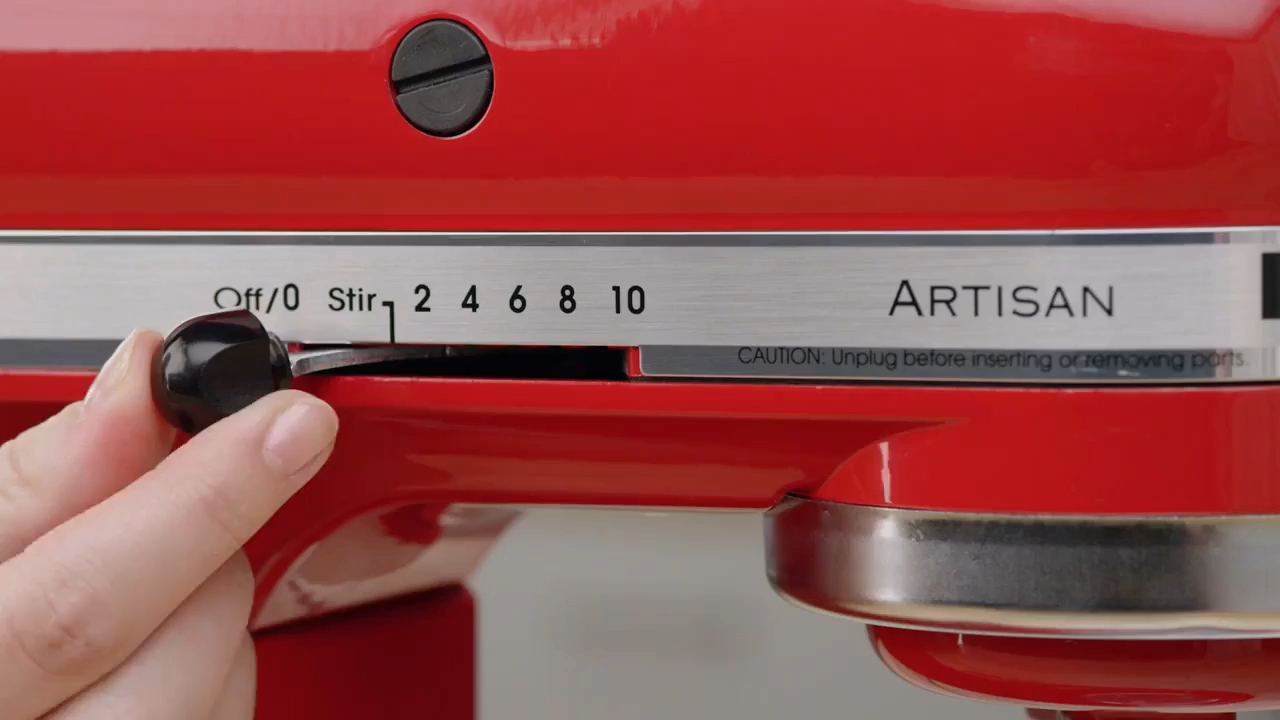 Off/0 Stir 2 4 6 8 10
ARTISAN
CAUTION: Unplug before inserting or removing parts.